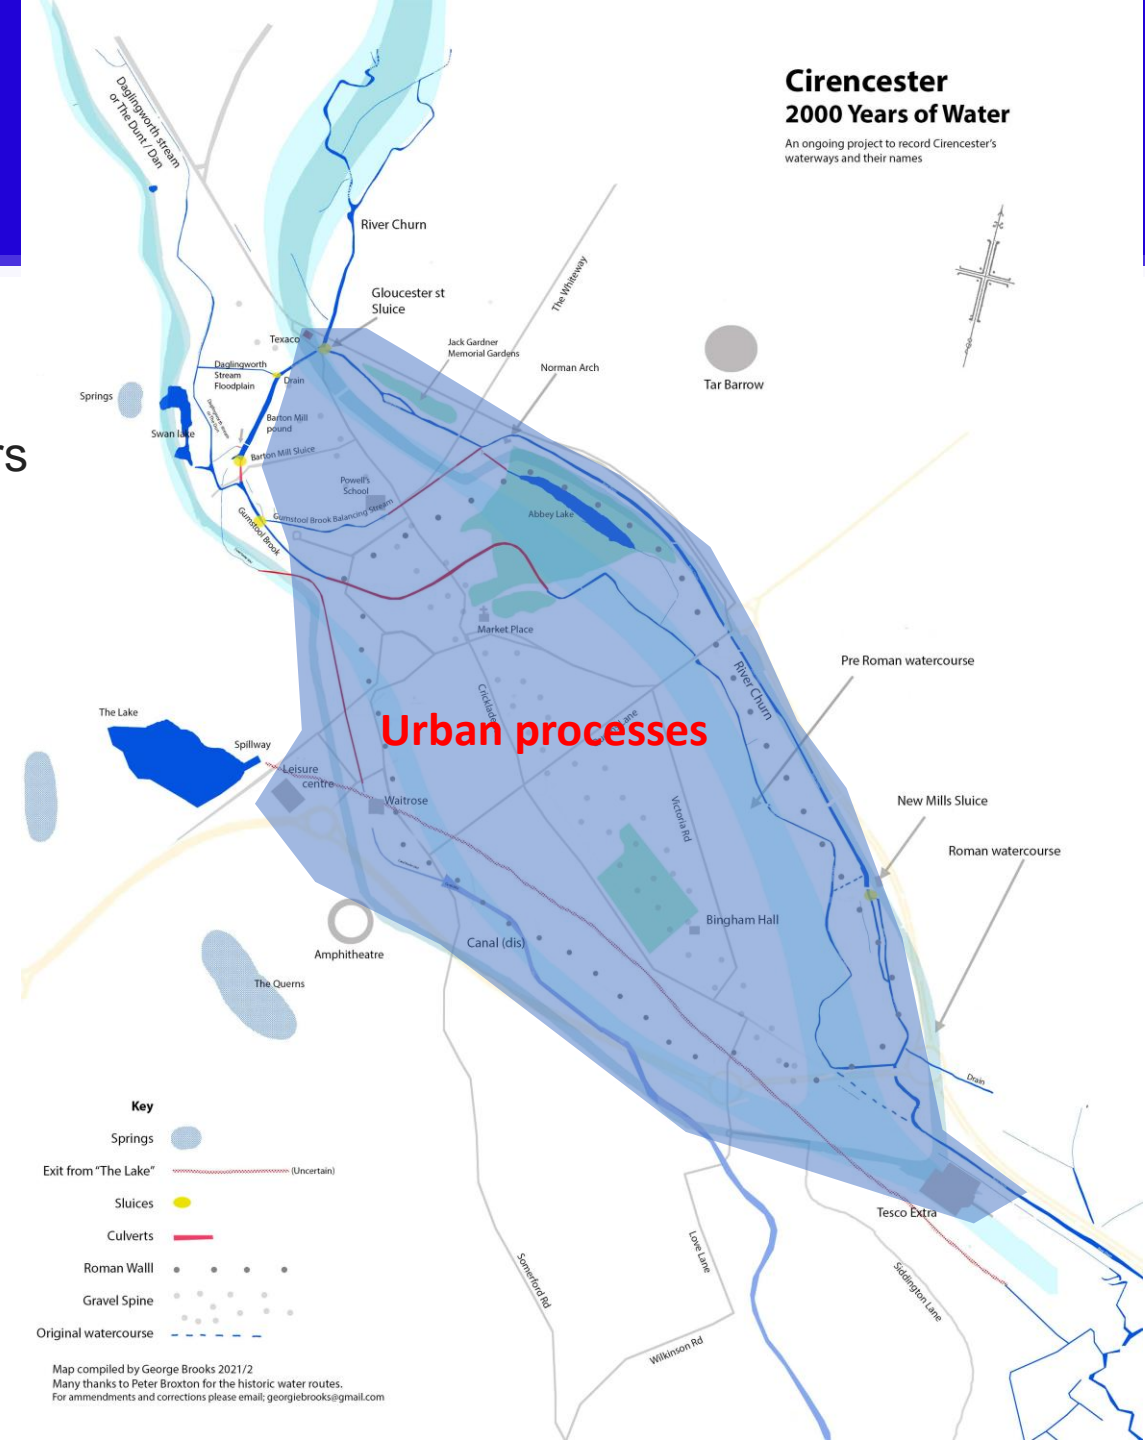 Cirencester
2000 Years of Water
An ongoing project to record Cirencester's
waterways and their names
Daglingworth stream
or The Dunt / Dan
River Churn
Gloucester st
Sluice
The Whiteway
Texaco
Jack Gardner
Memorial Gardens
Norman Arch
Tar Barrow
Daglingworth
Stream
Floodplain
Drain
Springs
Swan lake
Barton Mill
pound
Barton Mill Sluice
rs
Powell's
School
Gumstool Brook Balancing Stream
Gumstool Brook
Abbey Lake
Market Place
Pre Roman watercourse
River Churn
Cricklade
Lane
Urban processes
The Lake
Spillway
Leisure
centre
Waitrose
Victoria Rd
New Mills Sluice
Roman watercourse
Bingham Hall
Canal (dis)
Amphitheatre
The Querns
Drain
Tesco Extra
Love Lane
Somerford Rd
Siddington Lane
Wilkinson Rd
Key
Springs
Exit from "The Lake"
(Uncertain)
Sluices
Culverts
Roman Walll
Gravel Spine
Original watercourse
Map compiled by George Brooks 2021/2
Many thanks to Peter Broxton for the historic water routes.
For ammendments and corrections please email; georgiebrooks@gmail.com